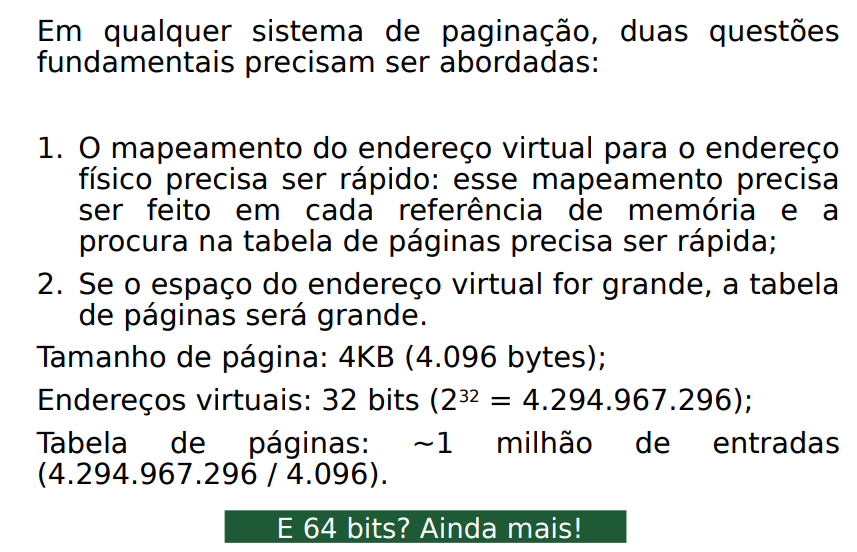 Em qualquer sistema de paginação, duas questões
fundamentais precisam ser abordadas:
1. O mapeamento do endereço virtual para o endereço
físico precisa ser rápido: esse mapeamento precisa
ser feito em cada referência de memória e a
procura na tabela de páginas precisa ser rápida;
2. Se o espaço do endereço virtual for grande, a tabela
de páginas será grande.
Tamanho de página: 4KB (4.096 bytes);
Endereços virtuais: 32 bits (2³² = 4.294.967.296);
Tabela de páginas: ~1 milhão de entradas
(4.294.967.296 / 4.096).
E 64 bits? Ainda mais!